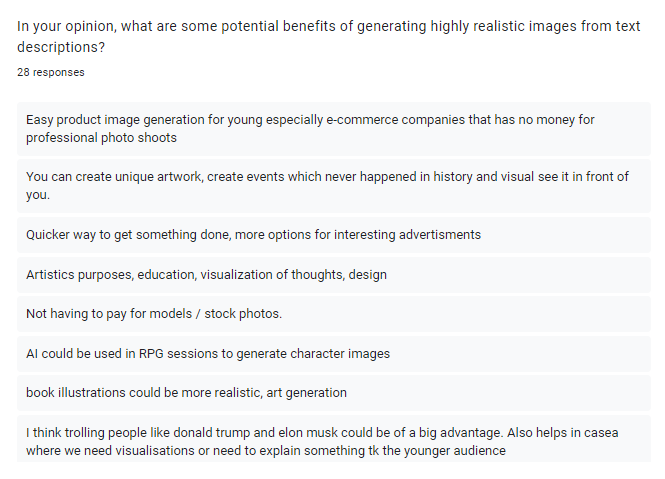 In your opinion, what are some potential benefits of generating highly realistic images from text
descriptions?
28 responses
Easy product image generation for young especially e-commerce companies that has no money for
professional photo shoots
You can create unique artwork, create events which never happened in history and visual see it in front of
you.
Quicker way to get something done, more options for interesting advertisments
Artistics purposes, education, visualization of thoughts, design
Not having to pay for models / stock photos.
AI could be used in RPG sessions to generate character images
book illustrations could be more realistic, art generation
I think trolling people like donald trump and elon musk could be of a big advantage. Also helps in casea
where we need visualisations or need to explain something tk the younger audience